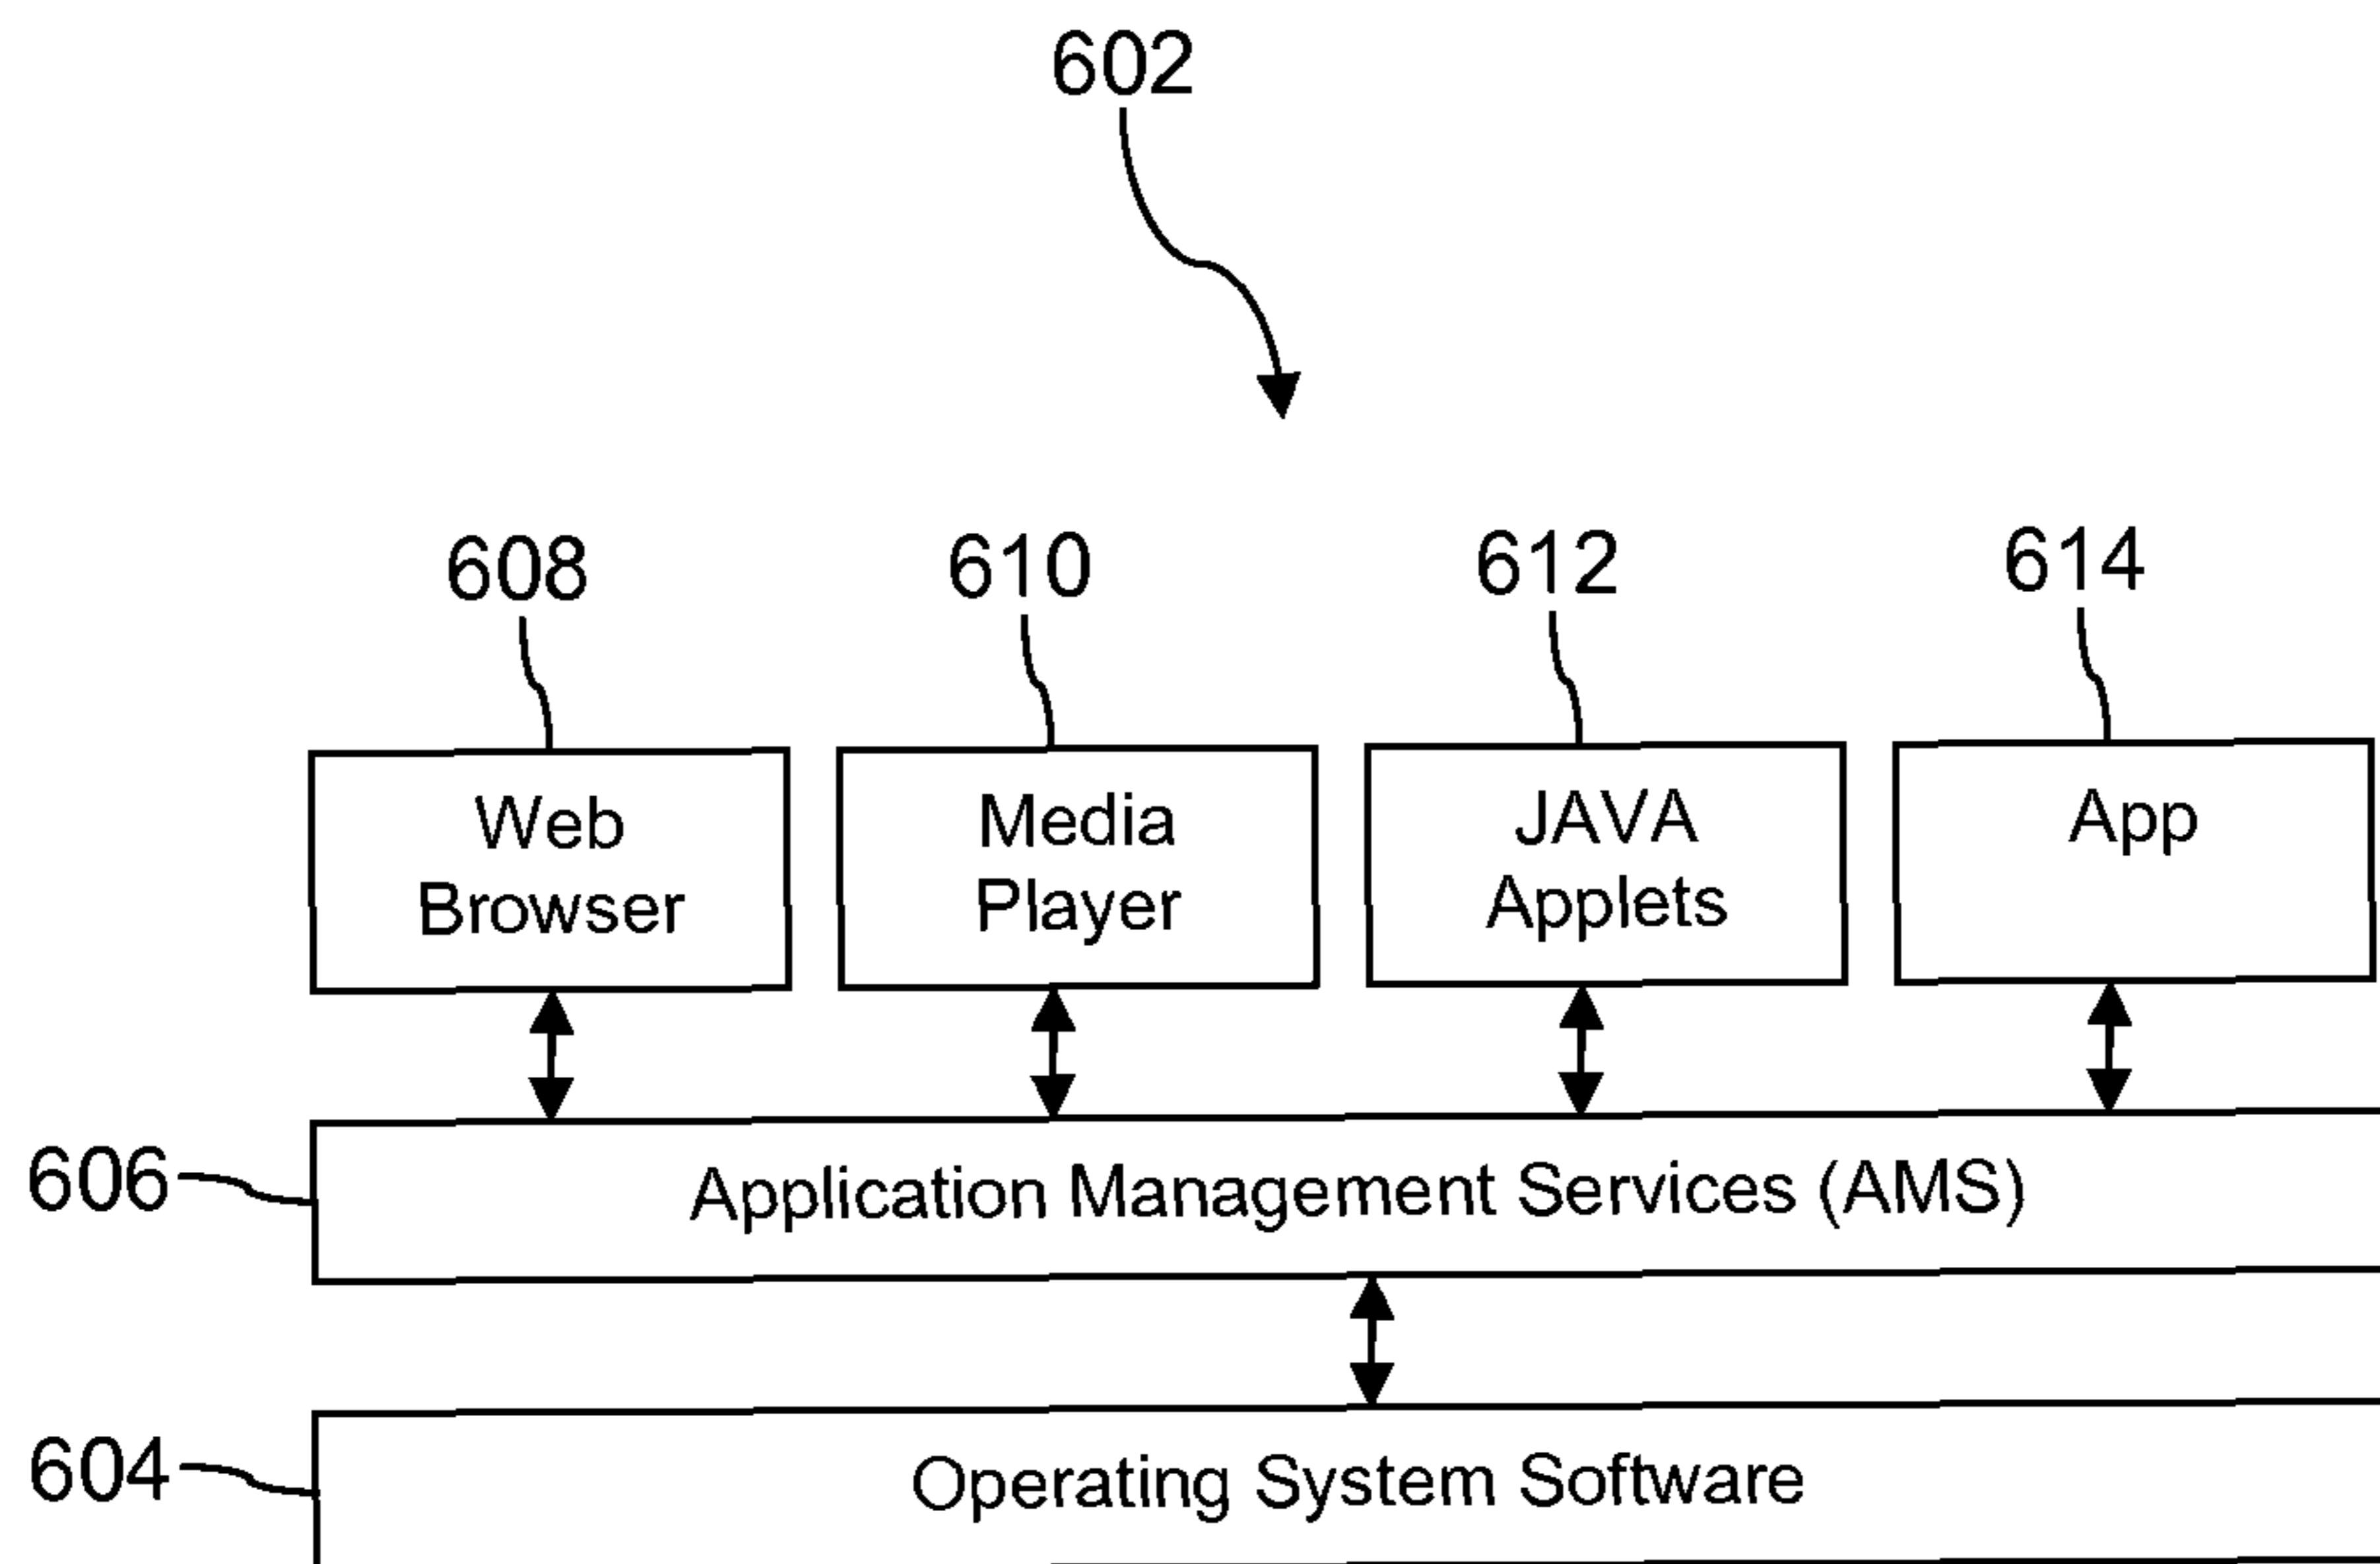 602
608
610
612
614
Web
Browser
Media
Player
JAVA
Applets
App
606
Application Management Services (AMS)
604
Operating System Software